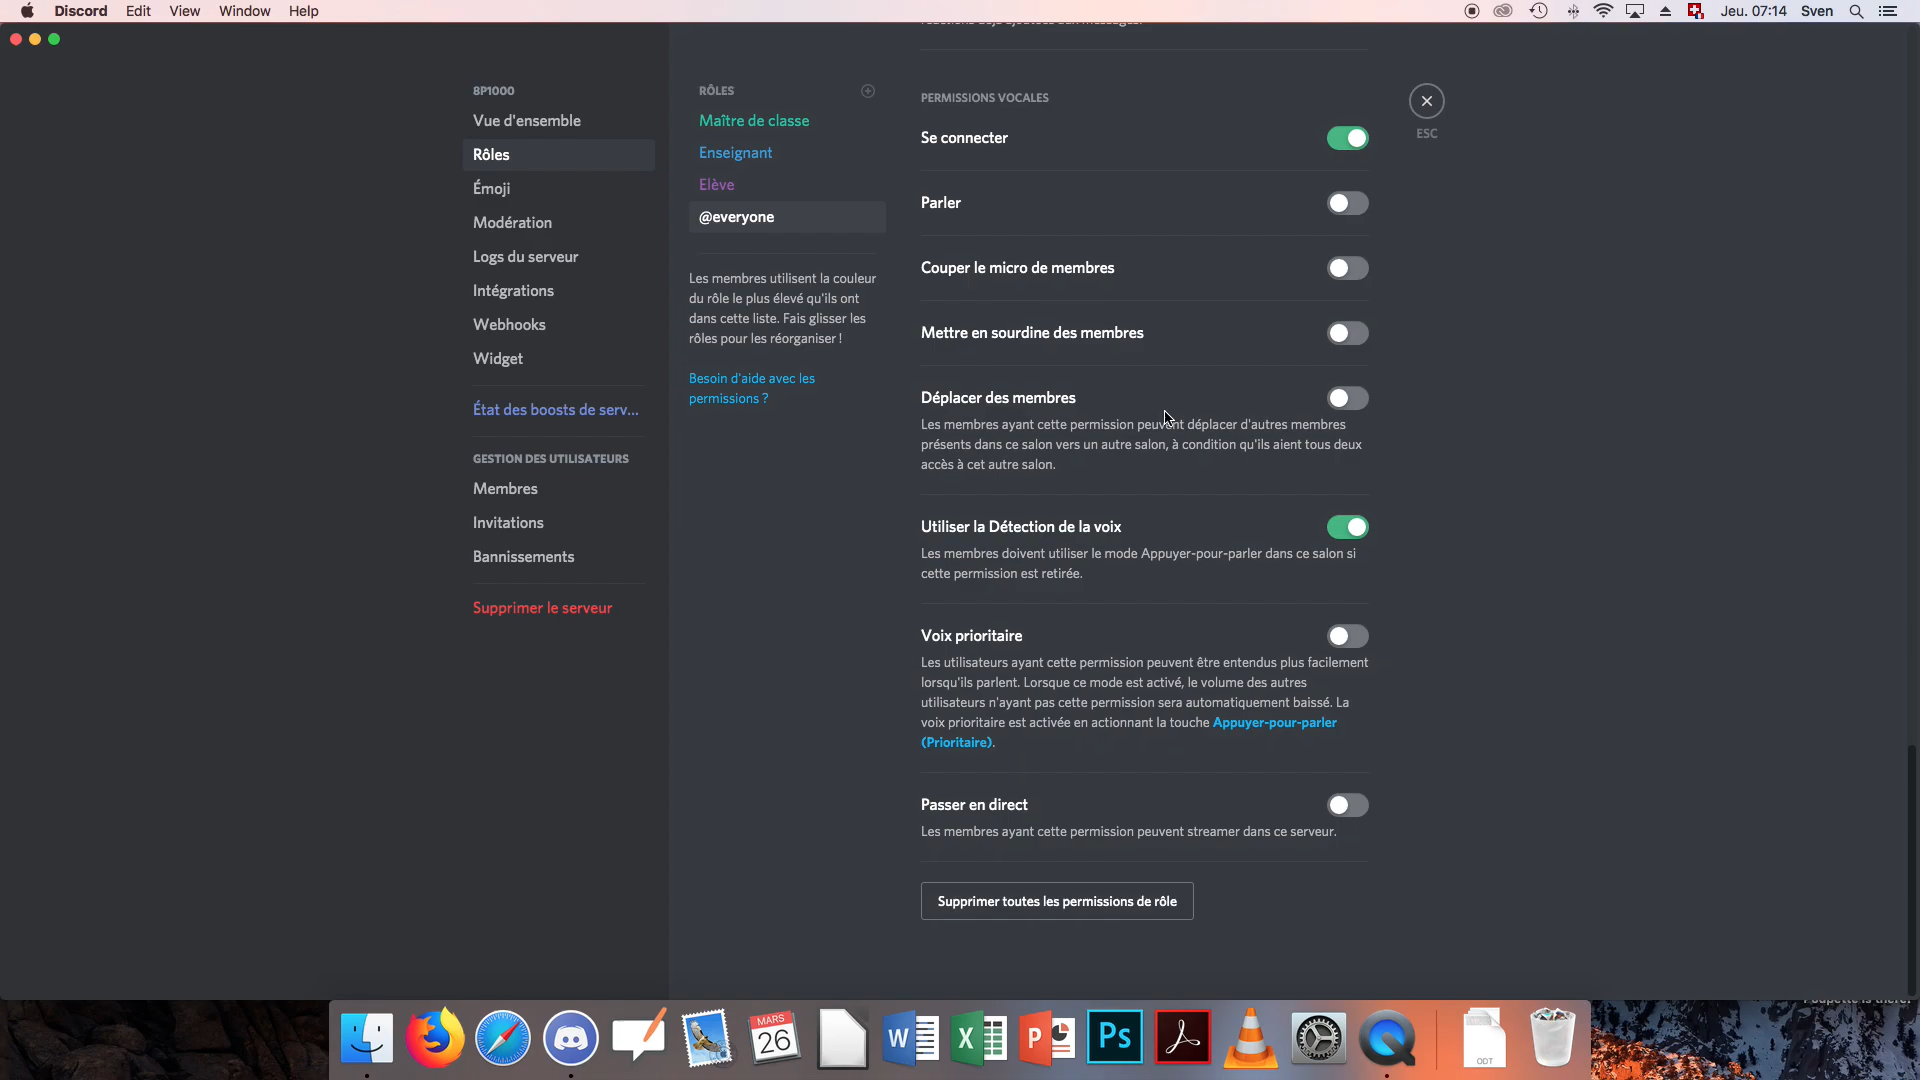 Discord Edit View Window Help
Jeu. 07:14 Sven
8P1000
Vue d'ensemble
Rôles
Émoji
Modération
Logs du serveur
Intégrations
Webhooks
Widget
État des boosts de serv...
GESTION DES UTILISATEURS
Membres
Invitations
Bannissements
Supprimer le serveur
RÔLES
Maître de classe
Enseignant
Elève
@everyone
Les membres utilisent la couleur
du rôle le plus élevé qu'ils ont
dans cette liste. Fais glisser les
rôles pour les réorganiser !
Besoin d'aide avec les
permissions ?
PERMISSIONS VOCALES
Se connecter
Parler
Couper le micro de membres
Mettre en sourdine des membres
Déplacer des membres
Les membres ayant cette permission peuvent déplacer d'autres membres
présents dans ce salon vers un autre salon, à condition qu'ils aient tous deux
accès à cet autre salon.
Utiliser la Détection de la voix
Les membres doivent utiliser le mode Appuyer-pour-parler dans ce salon si
cette permission est retirée.
Voix prioritaire
Les utilisateurs ayant cette permission peuvent être entendus plus facilement
lorsqu'ils parlent. Lorsque ce mode est activé, le volume des autres
utilisateurs n'ayant pas cette permission sera automatiquement baissé. La
voix prioritaire est activée en actionnant la touche Appuyer-pour-parler
(Prioritaire).
Passer en direct
Les membres ayant cette permission peuvent streamer dans ce serveur.
Supprimer toutes les permissions de rôle
ESC
MARS
26
W
X
P
Ps
ODT